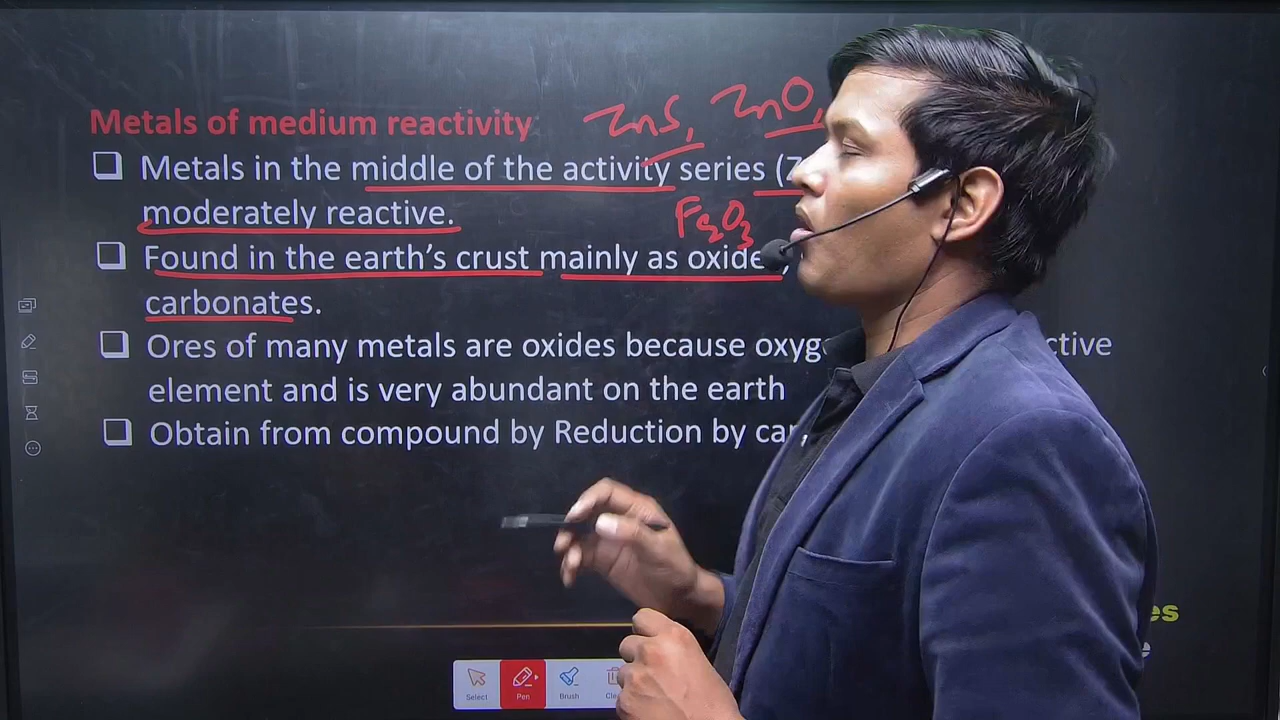 Metals of medium reactivity ZnS, ZnO,
❑ Metals in the middle of the activity series (Z
moderately reactive.
Fe2O3
❑ Found in the earth's crust mainly as oxide
carbonates.
❑ Ores of many metals are oxides because oxyg ctive
element and is very abundant on the earth
❑ Obtain from compound by Reduction by car
es
e
Select Pen Brush Cle